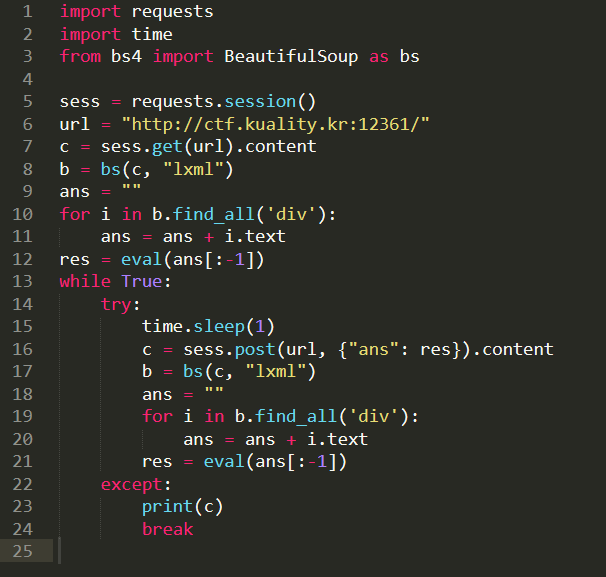 1 import requests
2 import time
3 from bs4 import BeautifulSoup as bs
4
5 sess = requests.session()
6 url = "http://ctf.kuality.kr:12361/"
7 c = sess.get(url).content
8 b = bs(c, "lxml")
9 ans = ""
10 for i in b.find_all('div'):
11     ans = ans + i.text
12 res = eval(ans[:-1])
13 while True:
14     try:
15         time.sleep(1)
16         c = sess.post(url, {"ans": res}).content
17         b = bs(c, "lxml")
18         ans = ""
19         for i in b.find_all('div'):
20             ans = ans + i.text
21         res = eval(ans[:-1])
22     except:
23         print(c)
24         break
25